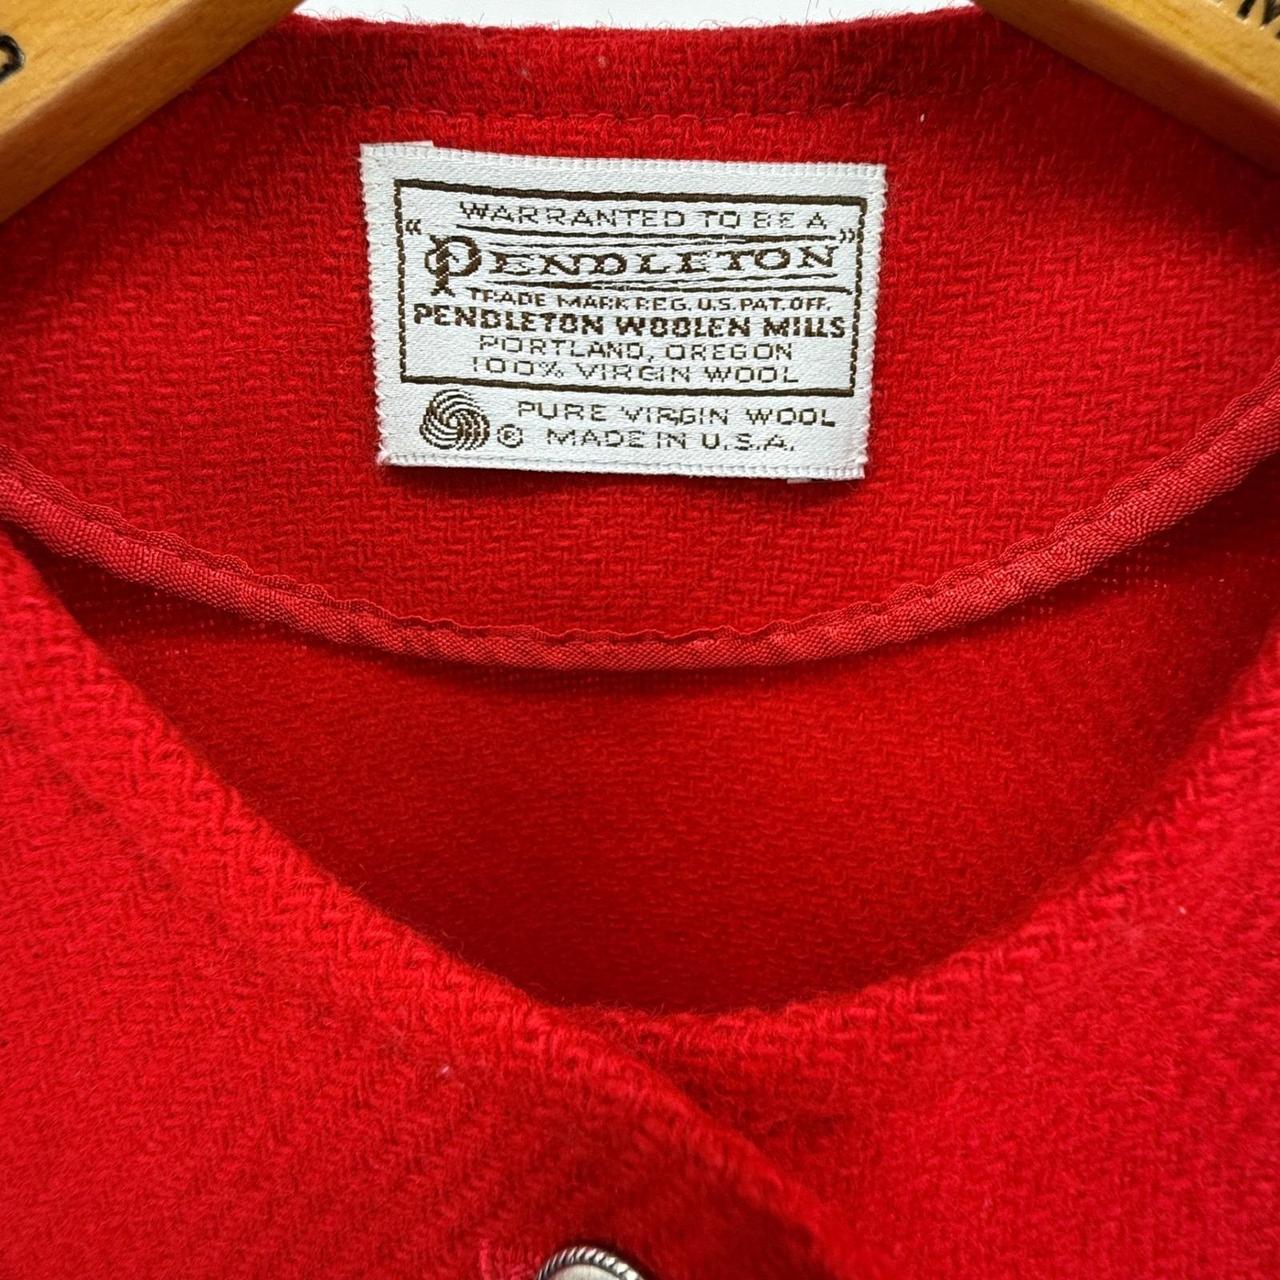 WARRANTED TO BE A
"PENDLETON"
TRADE MARK REG. U.S. PAT. OFF.
PENDLETON WOOLEN MILLS
PORTLAND, OREGON
100% VIRGIN WOOL
PURE VIRGIN WOOL
® MADE IN U.S.A.